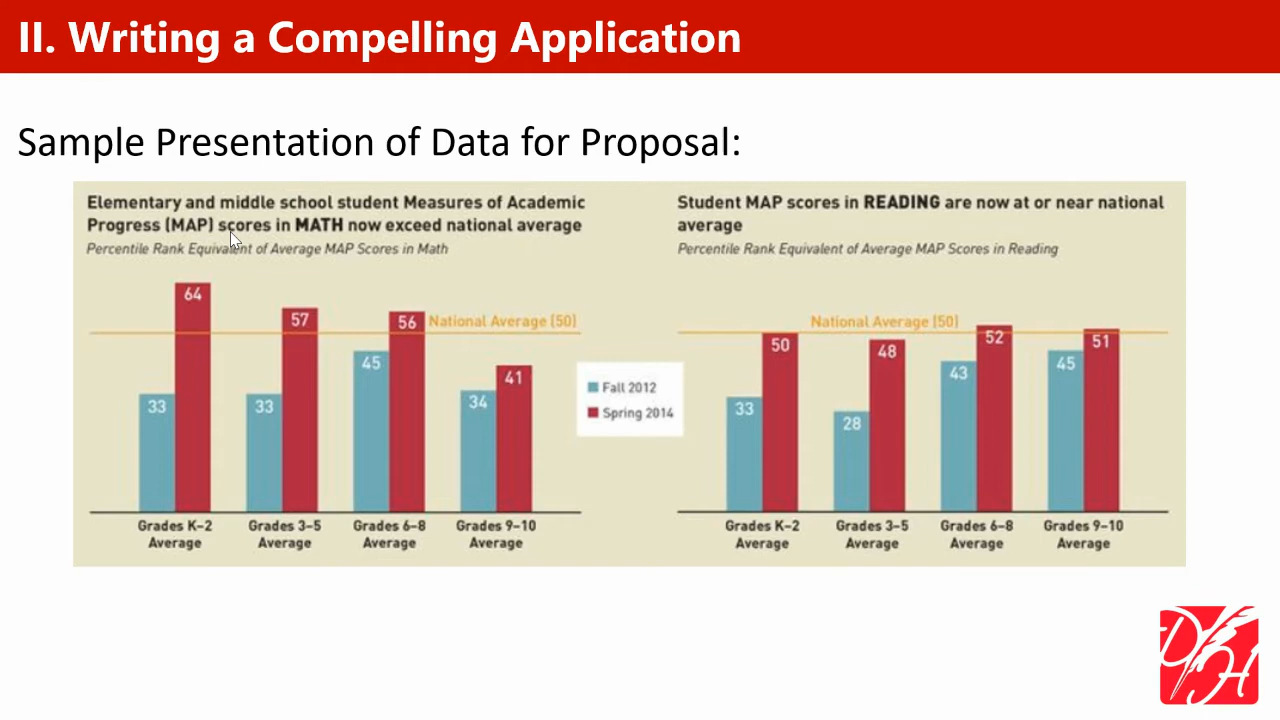 II. Writing a Compelling Application
Sample Presentation of Data for Proposal:
Elementary and middle school student Measures of Academic
Progress (MAP) scores in MATH now exceed national average
Percentile Rank Equivalent of Average MAP Scores in Math
64
57
56
National Average (50)
45
33
33
34
41
Grades K–2
Average
Grades 3–5
Average
Grades 6–8
Average
Grades 9–10
Average
Fall 2012
Spring 2014
Student MAP scores in READING are now at or near national
average
Percentile Rank Equivalent of Average MAP Scores in Reading
National Average (50)
33
50
28
48
43
52
45
51
Grades K–2
Average
Grades 3–5
Average
Grades 6–8
Average
Grades 9–10
Average
DH